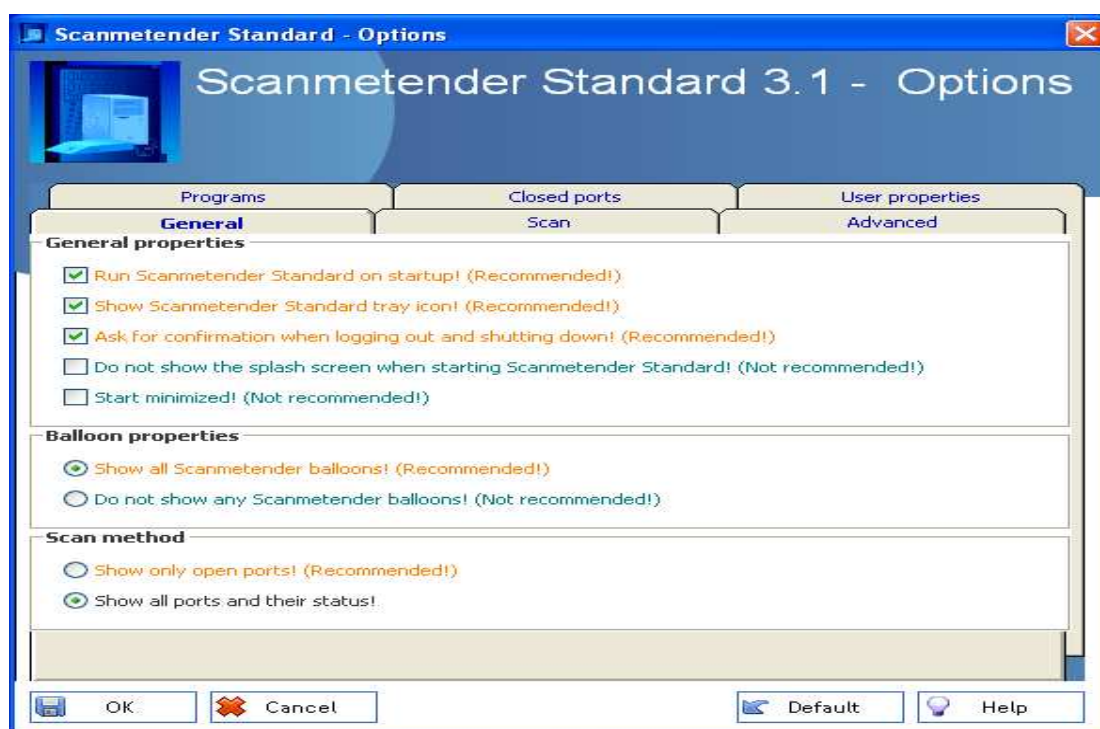 Scanmetender Standard - Options
Scanmetender Standard 3.1 - Options
Programs Closed ports User properties
General Scan Advanced
General properties
Run Scanmetender Standard on startup! (Recommended!)
Show Scanmetender Standard tray icon! (Recommended!)
Ask for confirmation when logging out and shutting down! (Recommended!)
Do not show the splash screen when starting Scanmetender Standard! (Not recommended!)
Start minimized! (Not recommended!)
Balloon properties
Show all Scanmetender balloons! (Recommended!)
Do not show any Scanmetender balloons! (Not recommended!)
Scan method
Show only open ports! (Recommended!)
Show all ports and their status!
OK Cancel Default Help